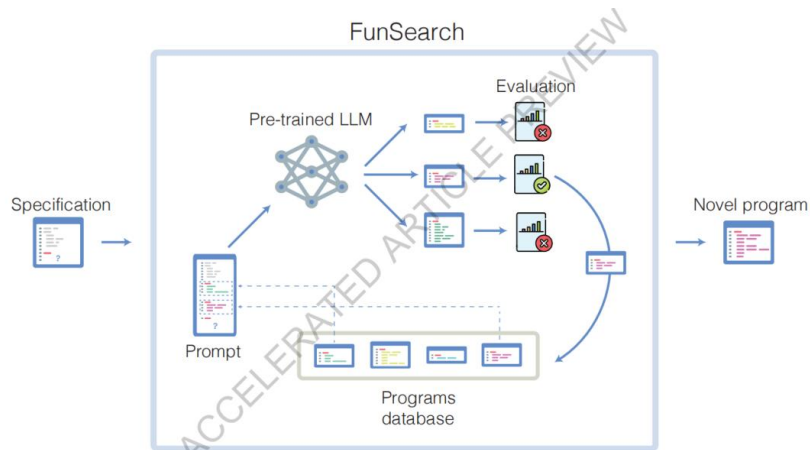 FunSearch
Evaluation
Pre-trained LLM
Specification
?
Novel program
?
Prompt
Programs
database
ACCELERATED ARTICLE PREVIEW